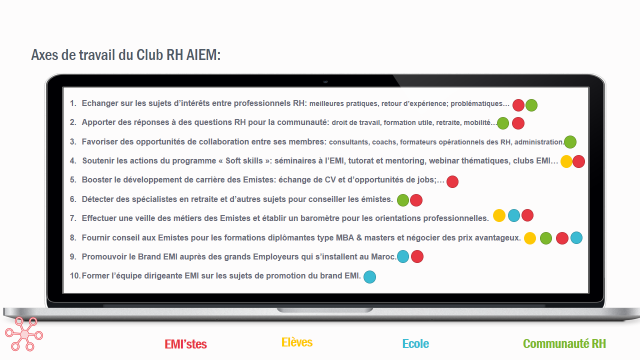 Axes de travail du Club RH AIEM:
1. Echanger sur les sujets d'intérêts entre professionnels RH: meilleures pratiques, retour d'expérience; problématiques…
2. Apporter des réponses à des questions RH pour la communauté: droit de travail, formation utile, retraite, mobilité…
3. Favoriser des opportunités de collaboration entre ses membres: consultants, coachs, formateurs opérationnels des RH, administration.
4. Soutenir les actions du programme « Soft skills »: séminaires à l'EMI, tutorat et mentoring, webinar thématiques, clubs EMI…
5. Booster le développement de carrière des Emistes: échange de CV et d'opportunités de jobs;…
6. Détecter des spécialistes en retraite et d'autres sujets pour conseiller les émistes.
7. Effectuer une veille des métiers des Emistes et établir un baromètre pour les orientations professionnelles.
8. Fournir conseil aux Emistes pour les formations diplômantes type MBA & masters et négocier des prix avantageux.
9. Promouvoir le Brand EMI auprès des grands Employeurs qui s'installent au Maroc.
10. Former l'équipe dirigeante EMI sur les sujets de promotion du brand EMI.
EMI'stes Elèves Ecole Communauté RH